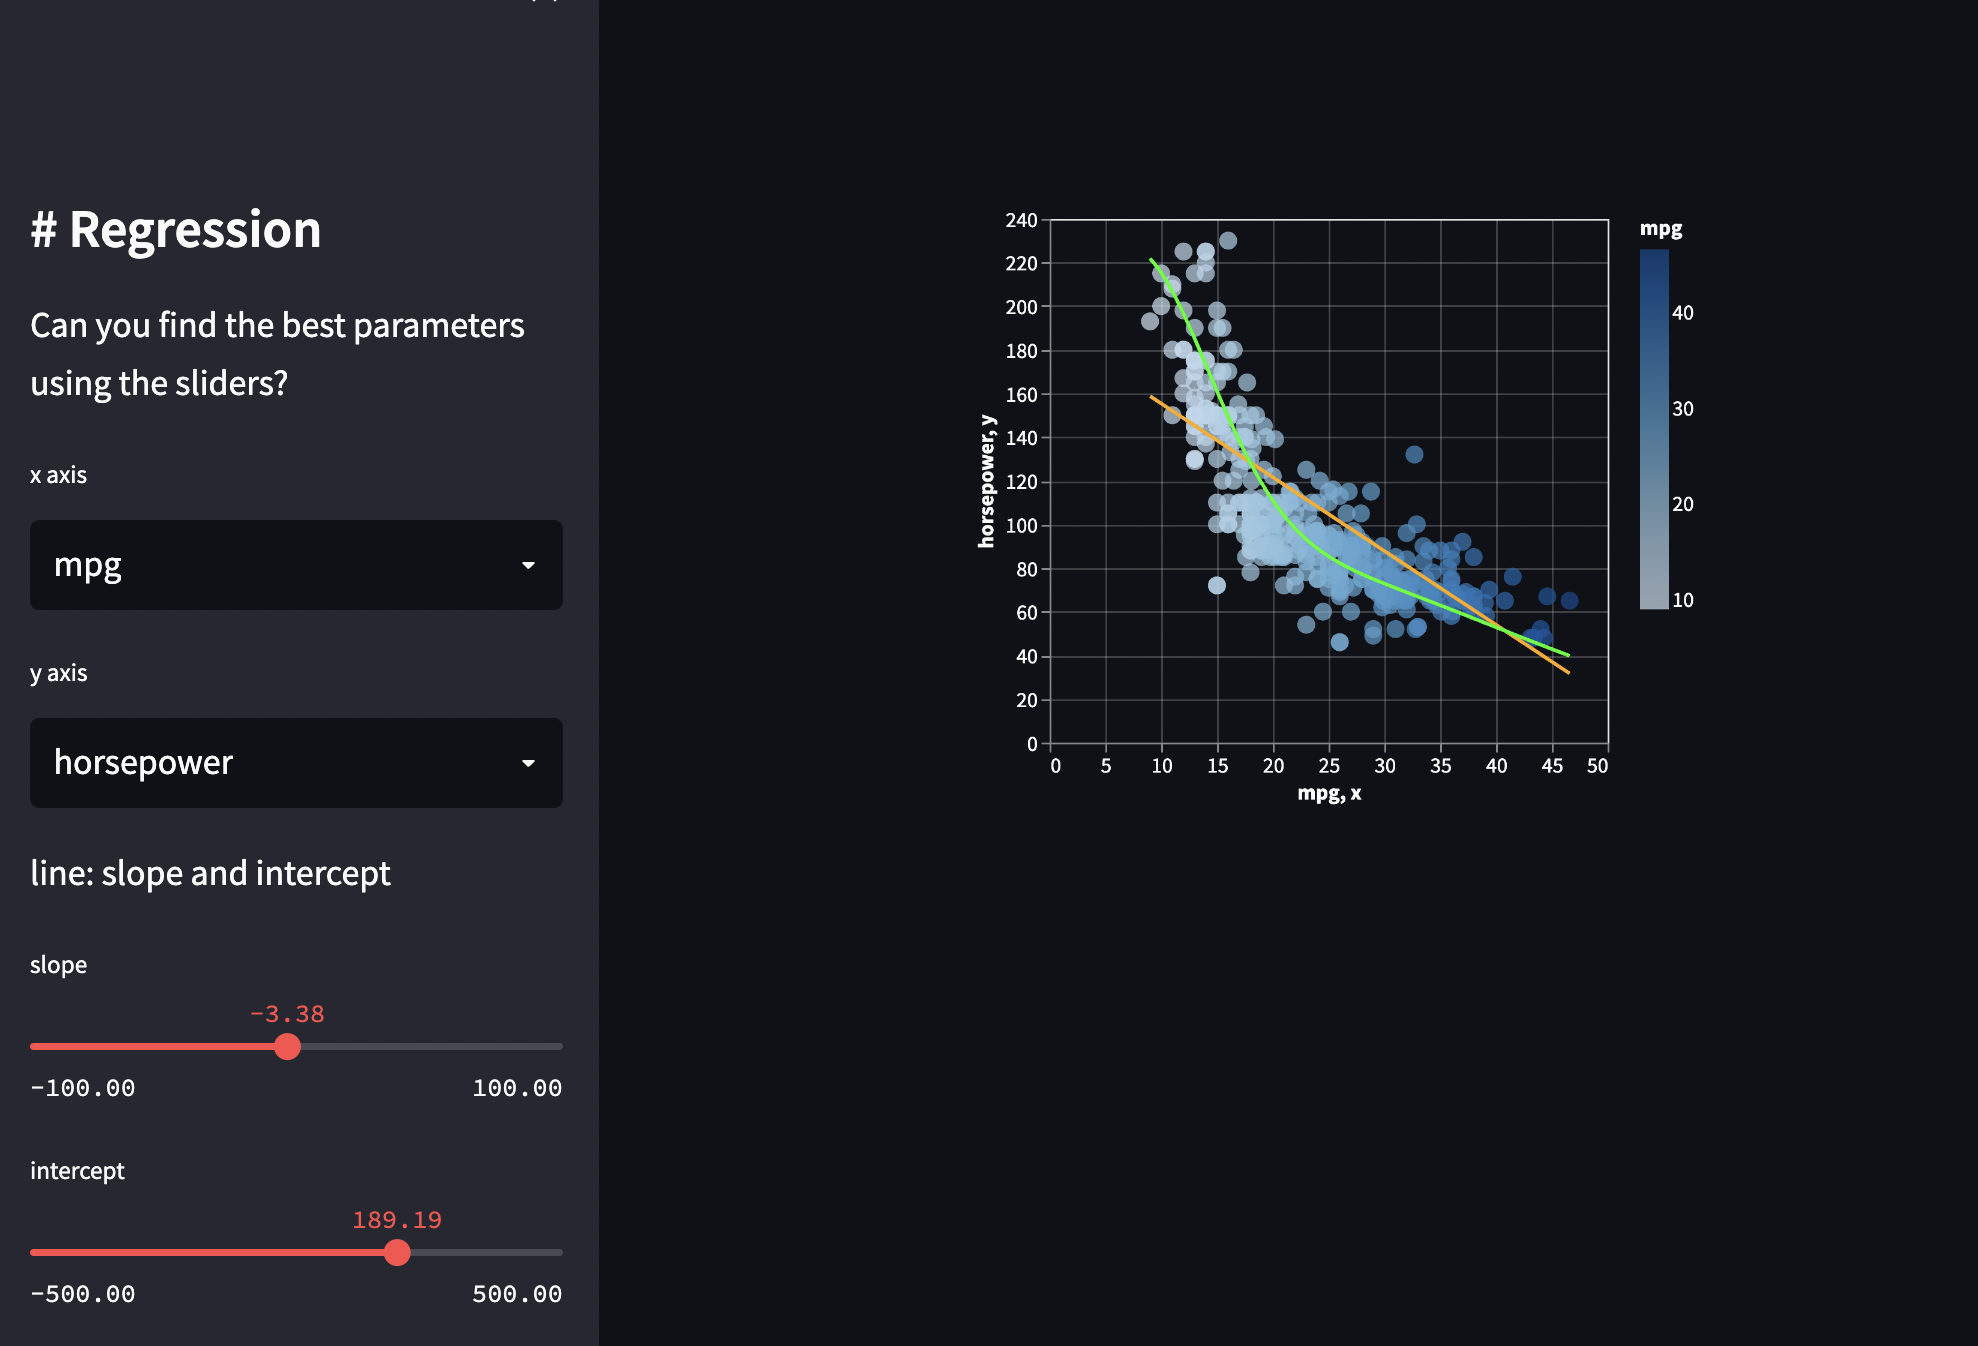 # Regression
Can you find the best parameters
using the sliders?
x axis
mpg
y axis
horsepower
line: slope and intercept
slope
-3.38
-100.00 100.00
intercept
189.19
-500.00 500.00
240
220
200
180
160
140
120
100
80
60
40
20
0
horsepower, y
0 5 10 15 20 25 30 35 40 45 50
mpg, x
mpg
40
30
20
10